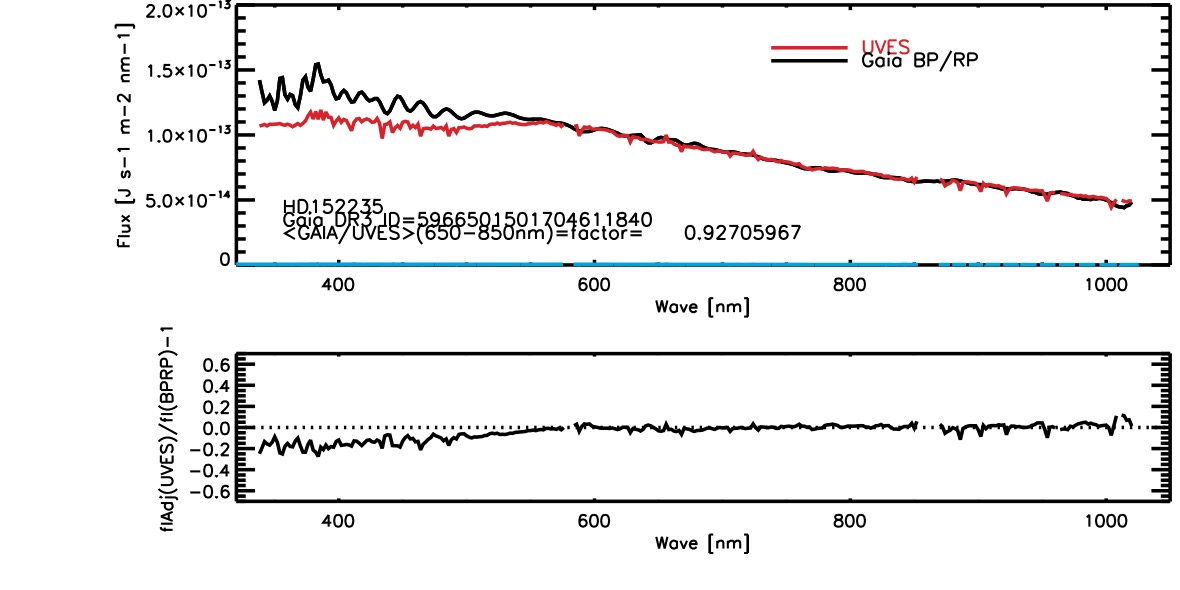 2.0×10−13
1.5×10−13
1.0×10−13
5.0×10−14
0
Flux [J s−1 m−2 nm−1]
UVES
Gaia BP/RP
HD152235
Gaia DR3 ID=5966501501704611840
<GAIA/UVES>(650−850nm)=factor= 0.92705967
400 600 800 1000
Wave [nm]
flAdj(UVES)/fl(BPRP)−1
0.6
0.4
0.2
0.0
−0.2
−0.4
−0.6
400 600 800 1000
Wave [nm]